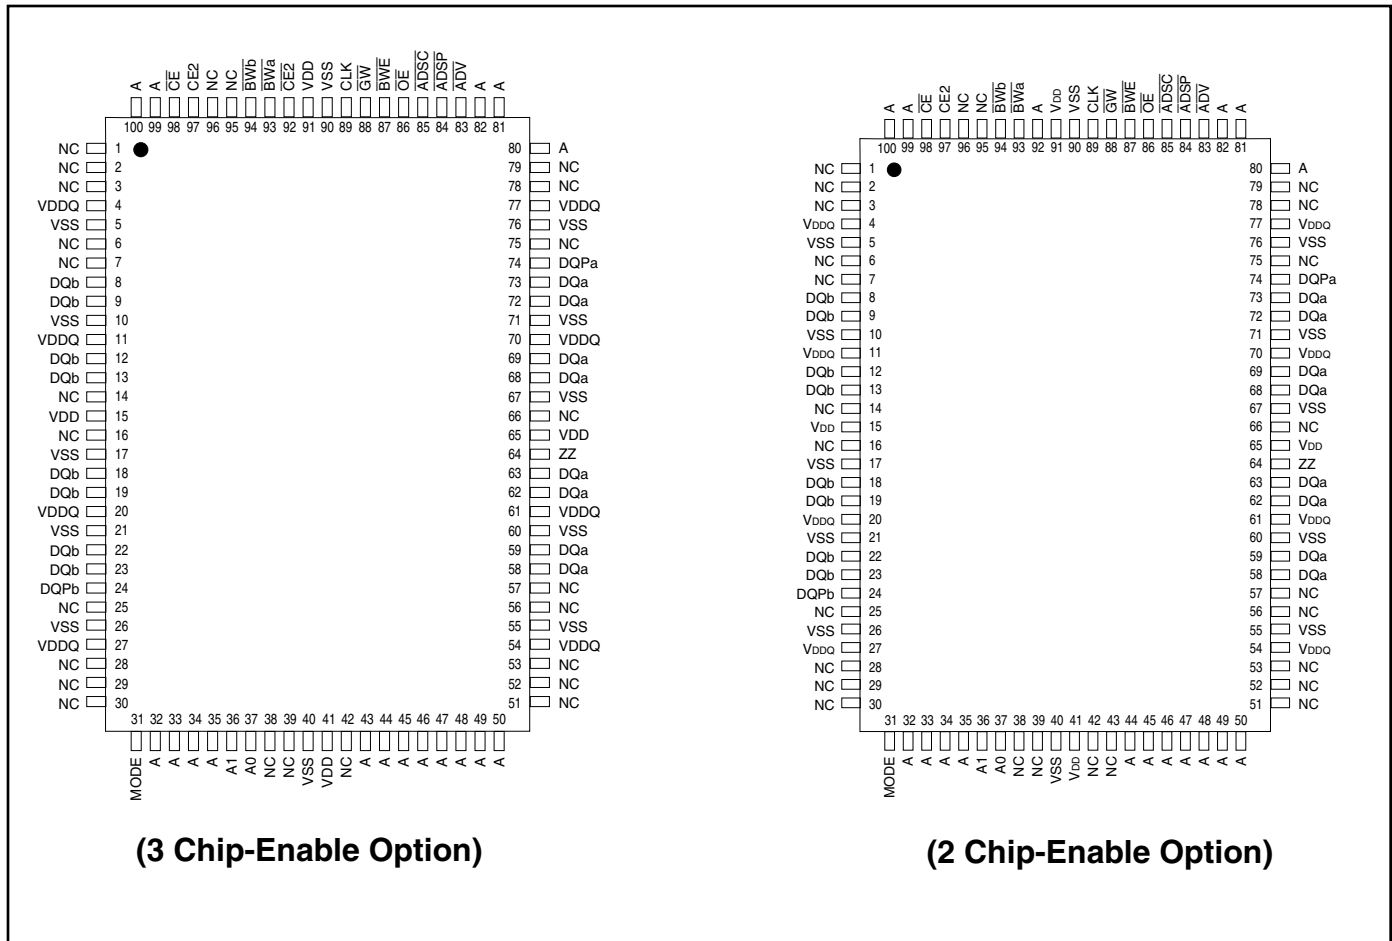 A A CE CE2 NC NC BWb BWa CE2 VDD VSS CLK GW BWE OE ADSC ADSP ADV A A
100 99 98 97 96 95 94 93 92 91 90 89 88 87 86 85 84 83 82 81
NC 1 80 A
NC 2 79 NC
NC 3 78 NC
VDDQ 4 77 VDDQ
VSS 5 76 VSS
NC 6 75 NC
NC 7 74 DQPa
DQb 8 73 DQa
DQb 9 72 DQa
VSS 10 71 VSS
VDDQ 11 70 VDDQ
DQb 12 69 DQa
DQb 13 68 DQa
NC 14 67 VSS
VDD 15 66 NC
NC 16 65 VDD
VSS 17 64 ZZ
DQb 18 63 DQa
DQb 19 62 DQa
VDDQ 20 61 VDDQ
VSS 21 60 VSS
DQb 22 59 DQa
DQb 23 58 DQa
DQPb 24 57 NC
NC 25 56 NC
VSS 26 55 VSS
VDDQ 27 54 VDDQ
NC 28 53 NC
NC 29 52 NC
NC 30 51 NC
31 32 33 34 35 36 37 38 39 40 41 42 43 44 45 46 47 48 49 50
MODE A A A A A1 A0 NC NC VSS VDD NC A A A A A A A A
(3 Chip-Enable Option)
A A CE CE2 NC NC BWb BWa A VDD VSS CLK GW BWE OE ADSC ADSP ADV A A
100 99 98 97 96 95 94 93 92 91 90 89 88 87 86 85 84 83 82 81
NC 1 80 A
NC 2 79 NC
NC 3 78 NC
VDDQ 4 77 VDDQ
VSS 5 76 VSS
NC 6 75 NC
NC 7 74 DQPa
DQb 8 73 DQa
DQb 9 72 DQa
VSS 10 71 VSS
VDDQ 11 70 VDDQ
DQb 12 69 DQa
DQb 13 68 DQa
NC 14 67 VSS
VDD 15 66 NC
NC 16 65 VDD
VSS 17 64 ZZ
DQb 18 63 DQa
DQb 19 62 DQa
VDDQ 20 61 VDDQ
VSS 21 60 VSS
DQb 22 59 DQa
DQb 23 58 DQa
DQPb 24 57 NC
NC 25 56 NC
VSS 26 55 VSS
VDDQ 27 54 VDDQ
NC 28 53 NC
NC 29 52 NC
NC 30 51 NC
31 32 33 34 35 36 37 38 39 40 41 42 43 44 45 46 47 48 49 50
MODE A A A A A1 A0 NC NC VSS VDD NC NC A A A A A A A
(2 Chip-Enable Option)